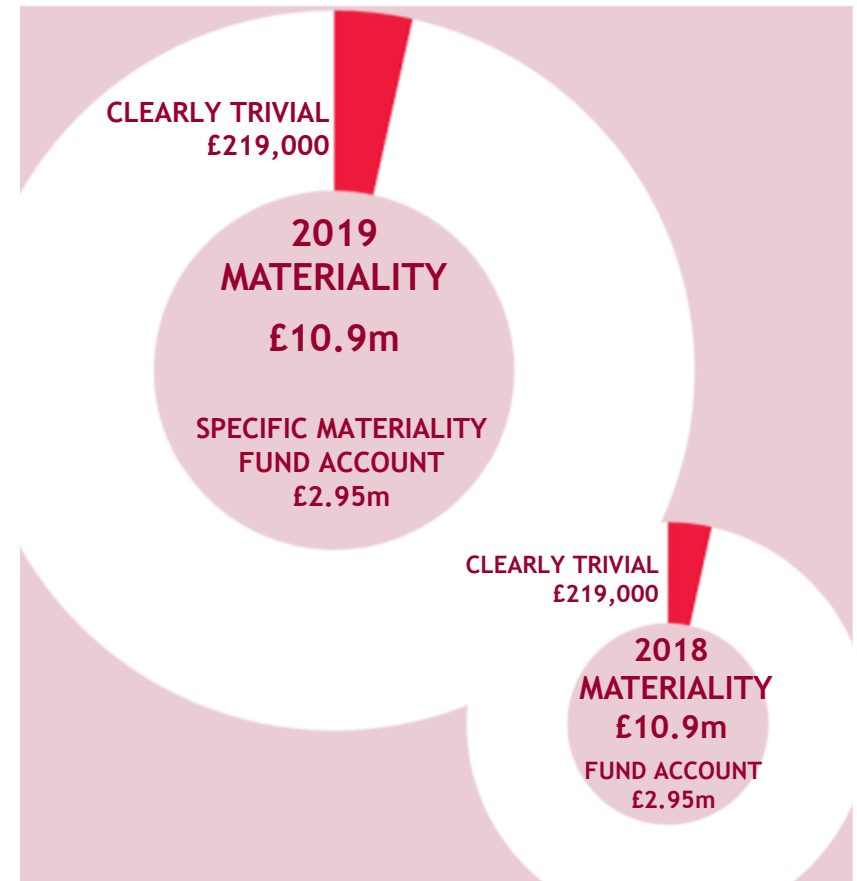 CLEARLY TRIVIAL
£219,000
2019
MATERIALITY
£10.9m
SPECIFIC MATERIALITY
FUND ACCOUNT
£2.95m
CLEARLY TRIVIAL
£219,000
2018
MATERIALITY
£10.9m
FUND ACCOUNT
£2.95m